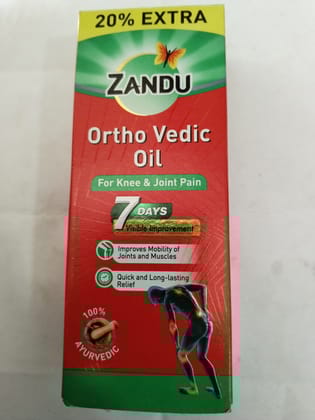 20% EXTRA
ZANDU
Ortho Vedic
Oil
For Knee & Joint Pain
7 DAYS
Visible Improvement
Improves Mobility of
Joints and Muscles
Quick and Long-lasting
Relief
100%
AYURVEDIC